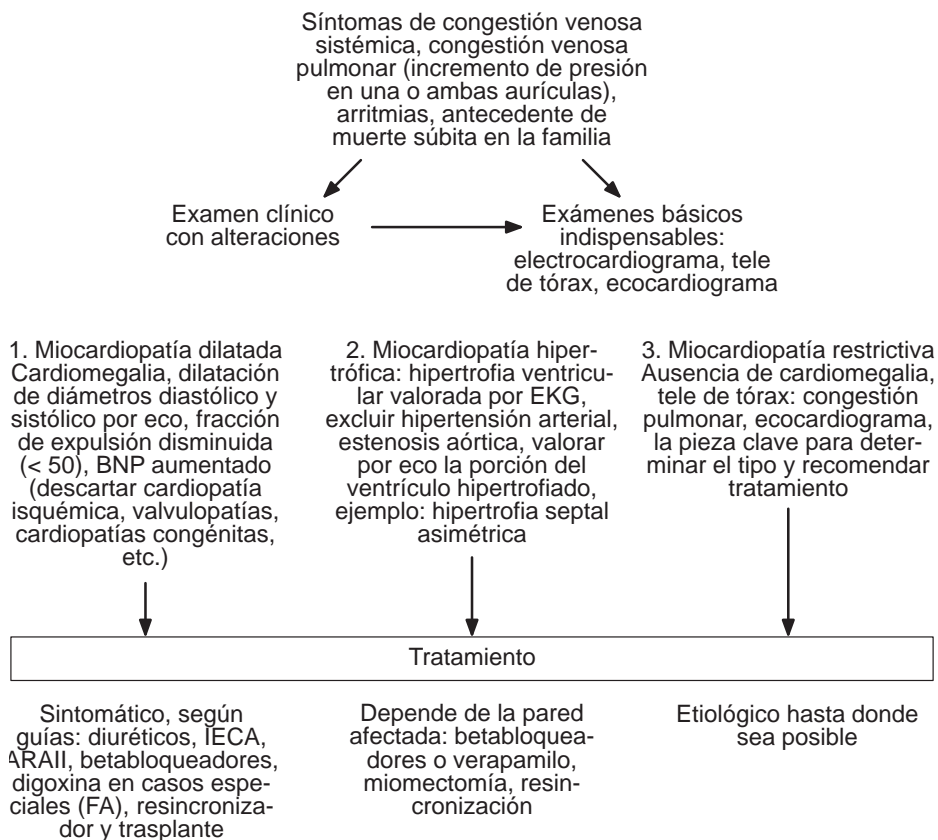 Síntomas de congestión venosa
sistémica, congestión venosa
pulmonar (incremento de presión
en una o ambas aurículas),
arritmias, antecedente de
muerte súbita en la familia
Examen clínico
con alteraciones
Exámenes básicos
indispensables:
electrocardiograma, tele
de tórax, ecocardiograma
1. Miocardiopatía dilatada
Cardiomegalia, dilatación
de diámetros diastólico y
sistólico por eco, fracción
de expulsión disminuida
(< 50), BNP aumentado
(descartar cardiopatía
isquémica, valvulopatías,
cardiopatías congénitas,
etc.)
2. Miocardiopatía hiper-
trófica: hipertrofia ventricu-
lar valorada por EKG,
excluir hipertensión arterial,
estenosis aórtica, valorar
por eco la porción del
ventrículo hipertrofiado,
ejemplo: hipertrofia septal
asimétrica
3. Miocardiopatía restrictiva
Ausencia de cardiomegalia,
tele de tórax: congestión
pulmonar, ecocardiograma,
la pieza clave para deter-
minar el tipo y recomendar
tratamiento
Tratamiento
Sintomático, según
guías: diuréticos, IECA,
ARAII, betabloqueadores,
digoxina en casos espe-
ciales (FA), resincroniza-
dor y trasplante
Depende de la pared
afectada: betabloquea-
dores o verapamilo,
miomectomía, resin-
cronización
Etiológico hasta donde
sea posible